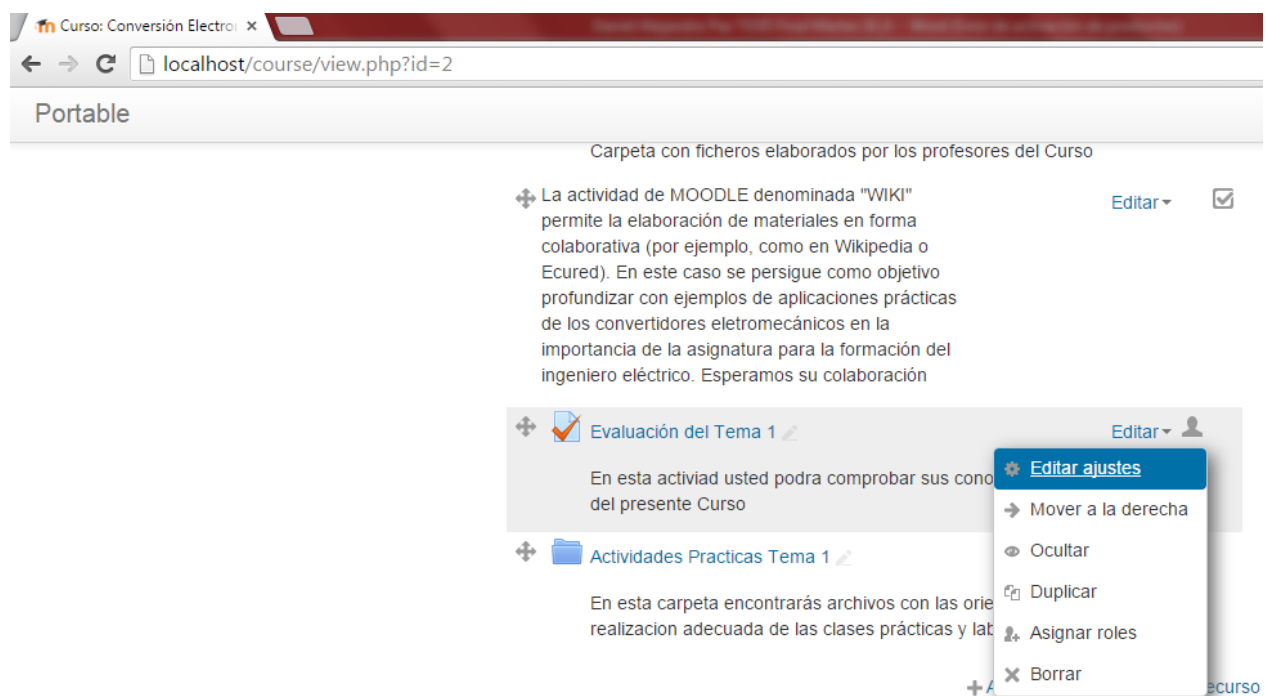 Curso: Conversión Electro
localhost/course/view.php?id=2
Portable
Carpeta con ficheros elaborados por los profesores del Curso
La actividad de MOODLE denominada "WIKI"
permite la elaboración de materiales en forma
colaborativa (por ejemplo, como en Wikipedia o
Ecured). En este caso se persigue como objetivo
profundizar con ejemplos de aplicaciones prácticas
de los convertidores eletromecánicos en la
importancia de la asignatura para la formación del
ingeniero eléctrico. Esperamos su colaboración
Editar
Evaluación del Tema 1
Editar
En esta activiad usted podra comprobar sus cono
del presente Curso
Actividades Practicas Tema 1
En esta carpeta encontrarás archivos con las orie
realizacion adecuada de las clases prácticas y lab
Editar ajustes
Mover a la derecha
Ocultar
Duplicar
Asignar roles
Borrar
ecurso